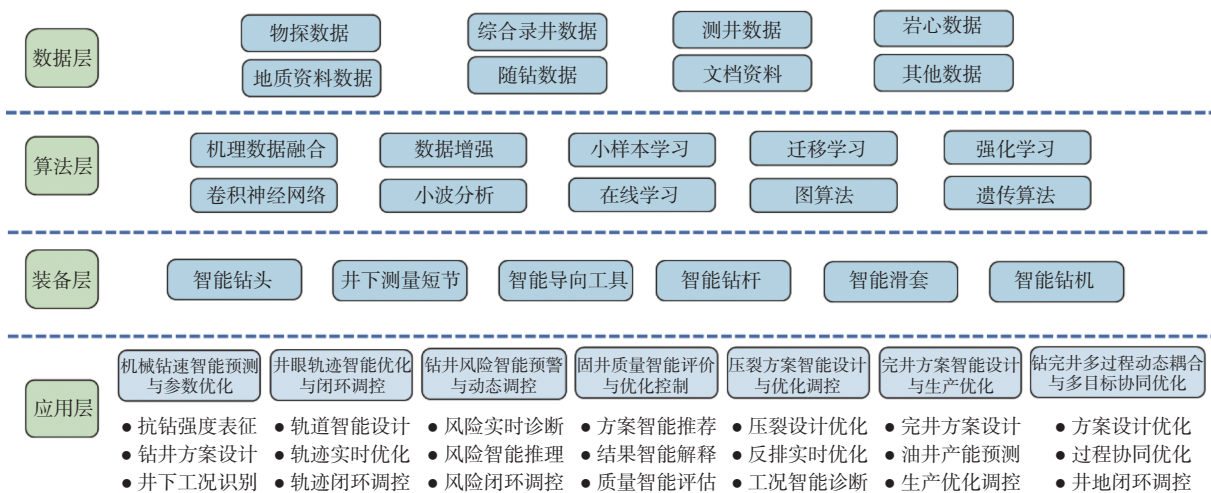 数据层
物探数据
综合录井数据
测井数据
岩心数据
地质资料数据
随钻数据
文档资料
其他数据
算法层
机理数据融合
数据增强
小样本学习
迁移学习
强化学习
卷积神经网络
小波分析
在线学习
图算法
遗传算法
装备层
智能钻头
井下测量短节
智能导向工具
智能钻杆
智能滑套
智能钻机
应用层
机械钻速智能预测
与参数优化
井眼轨迹智能优化
与闭环调控
钻井风险智能预警
与动态调控
固井质量智能评价
与优化控制
压裂方案智能设计
与优化调控
完井方案智能设计
与生产优化
钻完井多过程动态耦合
与多目标协同优化
● 抗钻强度表征
● 钻井方案设计
● 井下工况识别
● 轨道智能设计
● 轨迹实时优化
● 轨迹闭环调控
● 风险实时诊断
● 风险智能推理
● 风险闭环调控
● 方案智能推荐
● 结果智能解释
● 质量智能评估
● 压裂设计优化
● 反排实时优化
● 工况智能诊断
● 完井方案设计
● 油井产能预测
● 生产优化调控
● 方案设计优化
● 过程协同优化
● 井地闭环调控